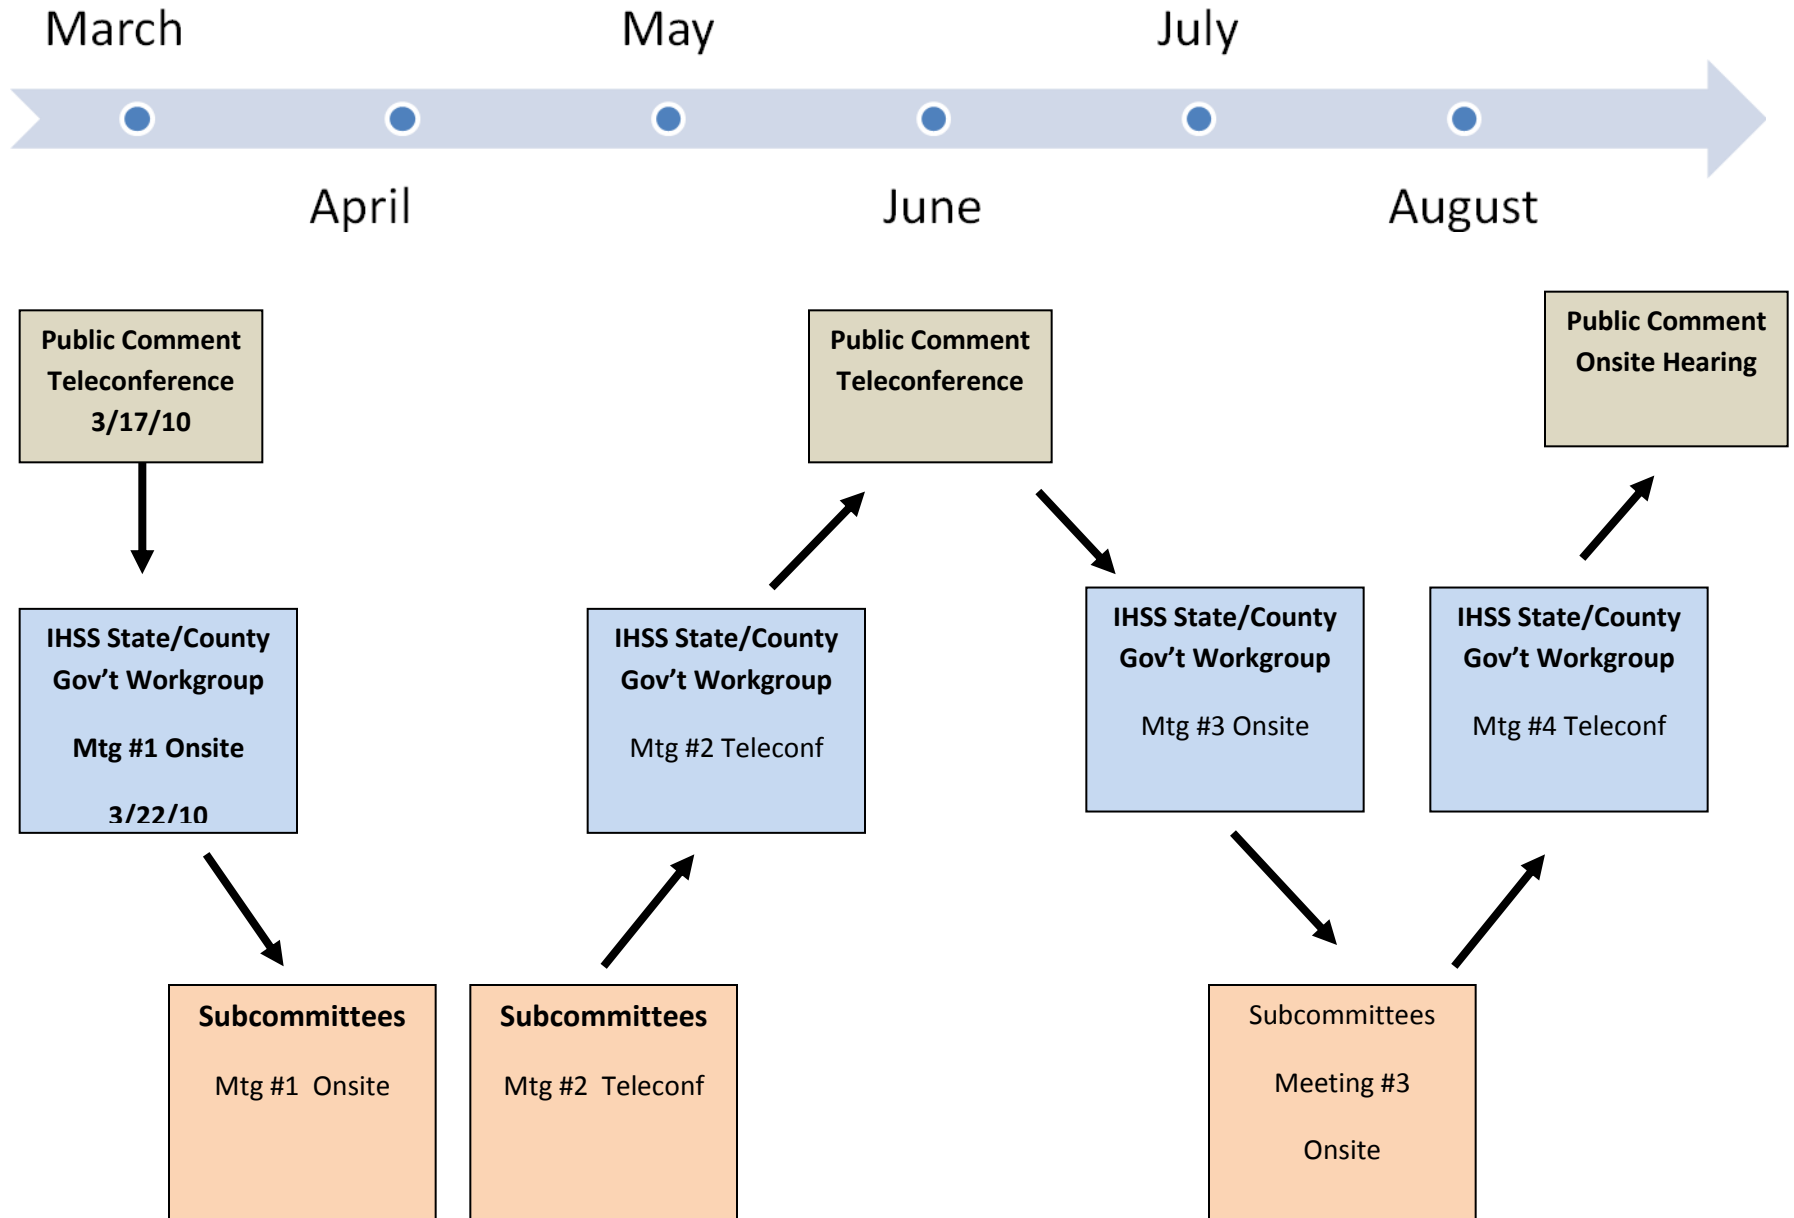 March
May
July
April
June
August
Public Comment
Teleconference
3/17/10
Public Comment
Teleconference
Public Comment
Onsite Hearing
IHSS State/County
Gov’t Workgroup
Mtg #1 Onsite
3/22/10
IHSS State/County
Gov’t Workgroup
Mtg #2 Teleconf
IHSS State/County
Gov’t Workgroup
Mtg #3 Onsite
IHSS State/County
Gov’t Workgroup
Mtg #4 Teleconf
Subcommittees
Mtg #1 Onsite
Subcommittees
Mtg #2 Teleconf
Subcommittees
Meeting #3
Onsite